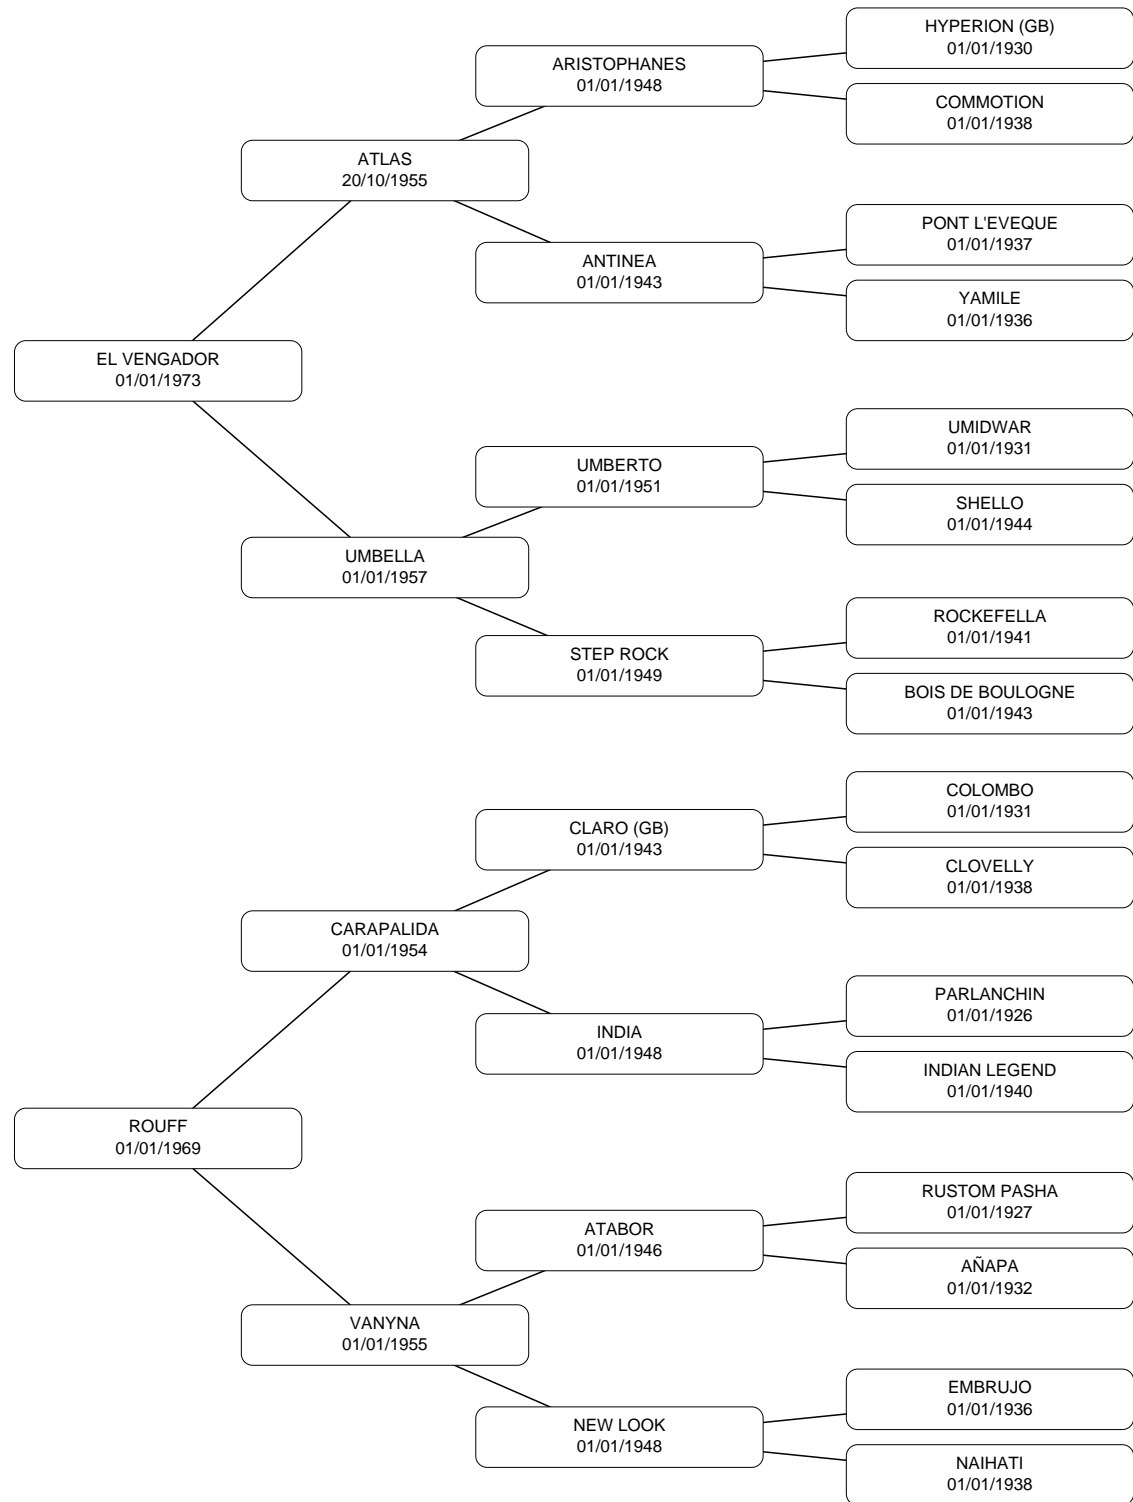 HYPERION (GB)
01/01/1930
ARISTOPHANES
01/01/1948
COMMOTION
01/01/1938
ATLAS
20/10/1955
PONT L'EVEQUE
01/01/1937
ANTINEA
01/01/1943
YAMILE
01/01/1936
EL VENGADOR
01/01/1973
UMIDWAR
01/01/1931
UMBERTO
01/01/1951
SHELLO
01/01/1944
UMBELLA
01/01/1957
ROCKEFELLA
01/01/1941
STEP ROCK
01/01/1949
BOIS DE BOULOGNE
01/01/1943
COLOMBO
01/01/1931
CLARO (GB)
01/01/1943
CLOVELLY
01/01/1938
CARAPALIDA
01/01/1954
PARLANCHIN
01/01/1926
INDIA
01/01/1948
INDIAN LEGEND
01/01/1940
ROUFF
01/01/1969
RUSTOM PASHA
01/01/1927
ATABOR
01/01/1946
AÑAPA
01/01/1932
VANYNA
01/01/1955
EMBRUJO
01/01/1936
NEW LOOK
01/01/1948
NAIHATI
01/01/1938